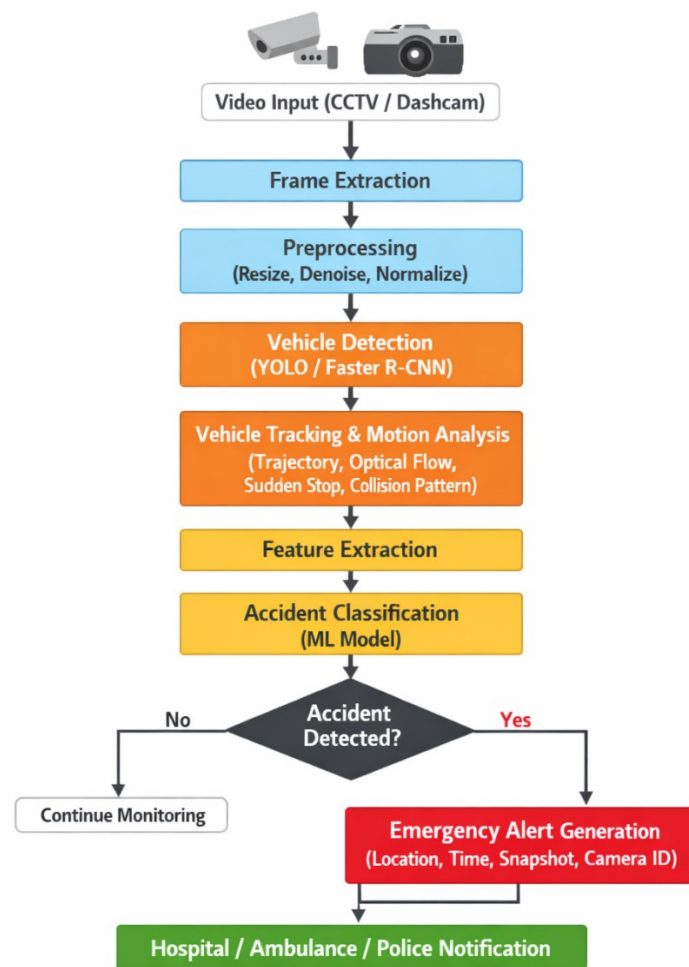 Video Input (CCTV / Dashcam)
Frame Extraction
Preprocessing
(Resize, Denoise, Normalize)
Vehicle Detection
(YOLO / Faster R-CNN)
Vehicle Tracking & Motion Analysis
(Trajectory, Optical Flow,
Sudden Stop, Collision Pattern)
Feature Extraction
Accident Classification
(ML Model)
Accident
Detected?
No
Yes
Continue Monitoring
Emergency Alert Generation
(Location, Time, Snapshot, Camera ID)
Hospital / Ambulance / Police Notification